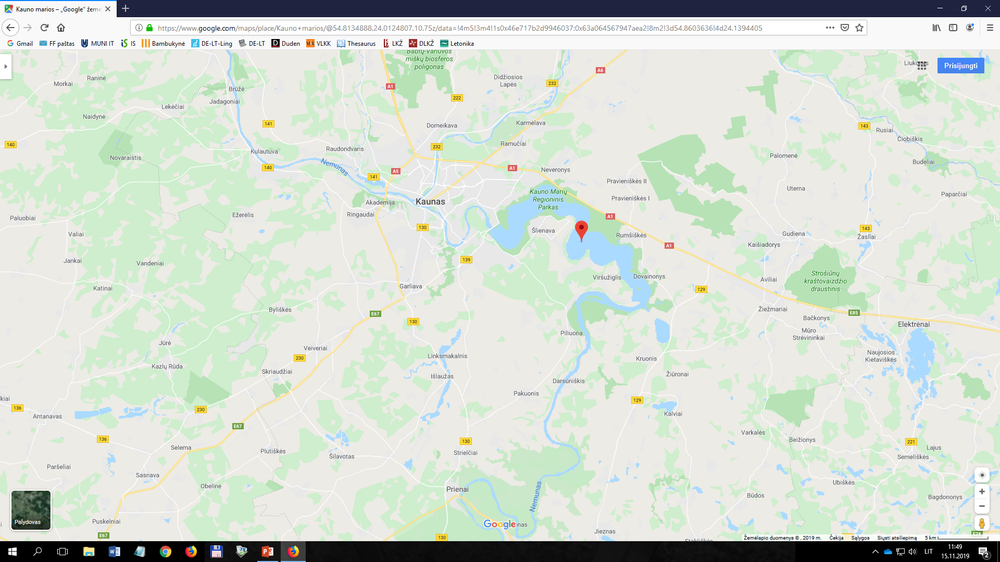 Kauno marios – „Google“ žemė
https://www.google.com/maps/place/Kauno+marios/@54.8134888,24.0124807,10.75z/data=!4m5!3m4!1s0x46e717b2d9946037:0x63a064567947aea2!8m2!3d54.8603636!4d24.1394405
Gmail FF paštas MUNI IT IS Bambukynė DE-LT-Ling DE-LT Duden VLKK Thesaurus LKŽ DLKŽ Letonika
Babtų-Varluvos
miškų biosferos
poligonas
Prisijungti
A6
Didžiosios
Lapės
Raninė
Morkai
232
A1
Brūžė
222
Jadagoniai
Lekėčiai
Naidynė
141
Domeikava
Karmėlava
143
Rusiai
Čiobiškis
140
Ramučiai
232
Raudondvaris
Kulautuva
Novaraistis
Palomenė
Budeliai
Nemunas
140
A5
A1
Neveronys
141
Pravieniškės II
Uterna
Kauno Marių
Regioninis
Parkas
Pravieniškės I
Paparčiai
Akademija
Kaunas
Ringaudai
Ežerėlis
Paluobiai
A1
130
Šlienava
143
Valiai
Rumšiškės
Gudiena
Žasliai
Kaišiadorys
A1
Jankai
Vandeniai
139
Strošiūnų
kraštovaizdžio
draustinis
Viršužiglis
Dovainonys
Aviliai
Katinai
Garliava
129
Byliškės
E67
130
Žiežmariai
E85
Bačkonys
Elektrėnai
Mūro
Strėvininkai
Piliuona
Jūrė
Veiveriai
Linksmakalnis
Naujosios
Kietaviškės
230
Kruonis
Kazlų Rūda
Skriaudžiai
Išlaužas
Žiūronai
Darsūniškis
Pakuonis
kiai
129
136
230
Antanavas
Kalviai
E67
Varkalės
136
Beižionys
130
221
Selema
Plutiškės
Strielčiai
Lajus
Šilavotas
Semeliškės
Paršeliai
Sasnava
Obelinė
Prienai
Ubiškės
Nemunas
Būdos
Bagdononys
Palydovas
Puskelniai
Google
Jieznas
E67
130
Žemėlapio duomenys © , 2019 m. Čekija Sąlygos Siųsti atsiliepimą 5 km
LIT
11:49
15.11.2019
2